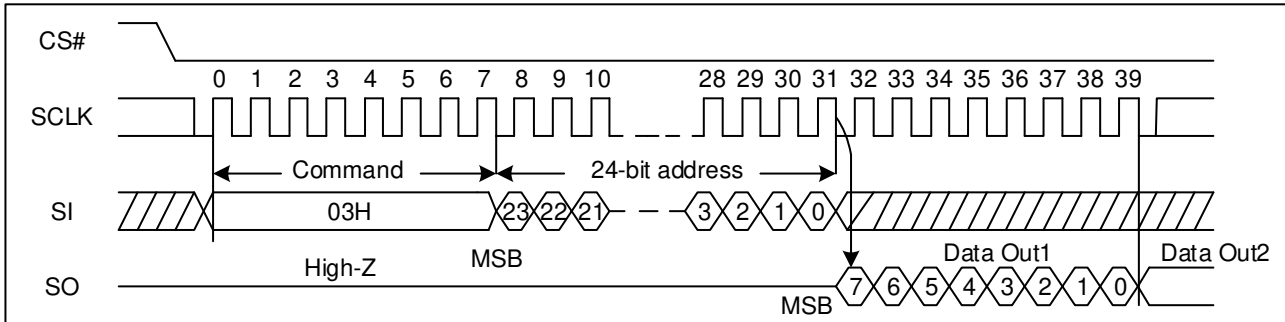 CS#
0 1 2 3 4 5 6 7 8 9 10 28 29 30 31 32 33 34 35 36 37 38 39
SCLK
Command 24-bit address
SI 03H 23 22 21 3 2 1 0
High-Z MSB Data Out1 Data Out2
SO MSB 7 6 5 4 3 2 1 0